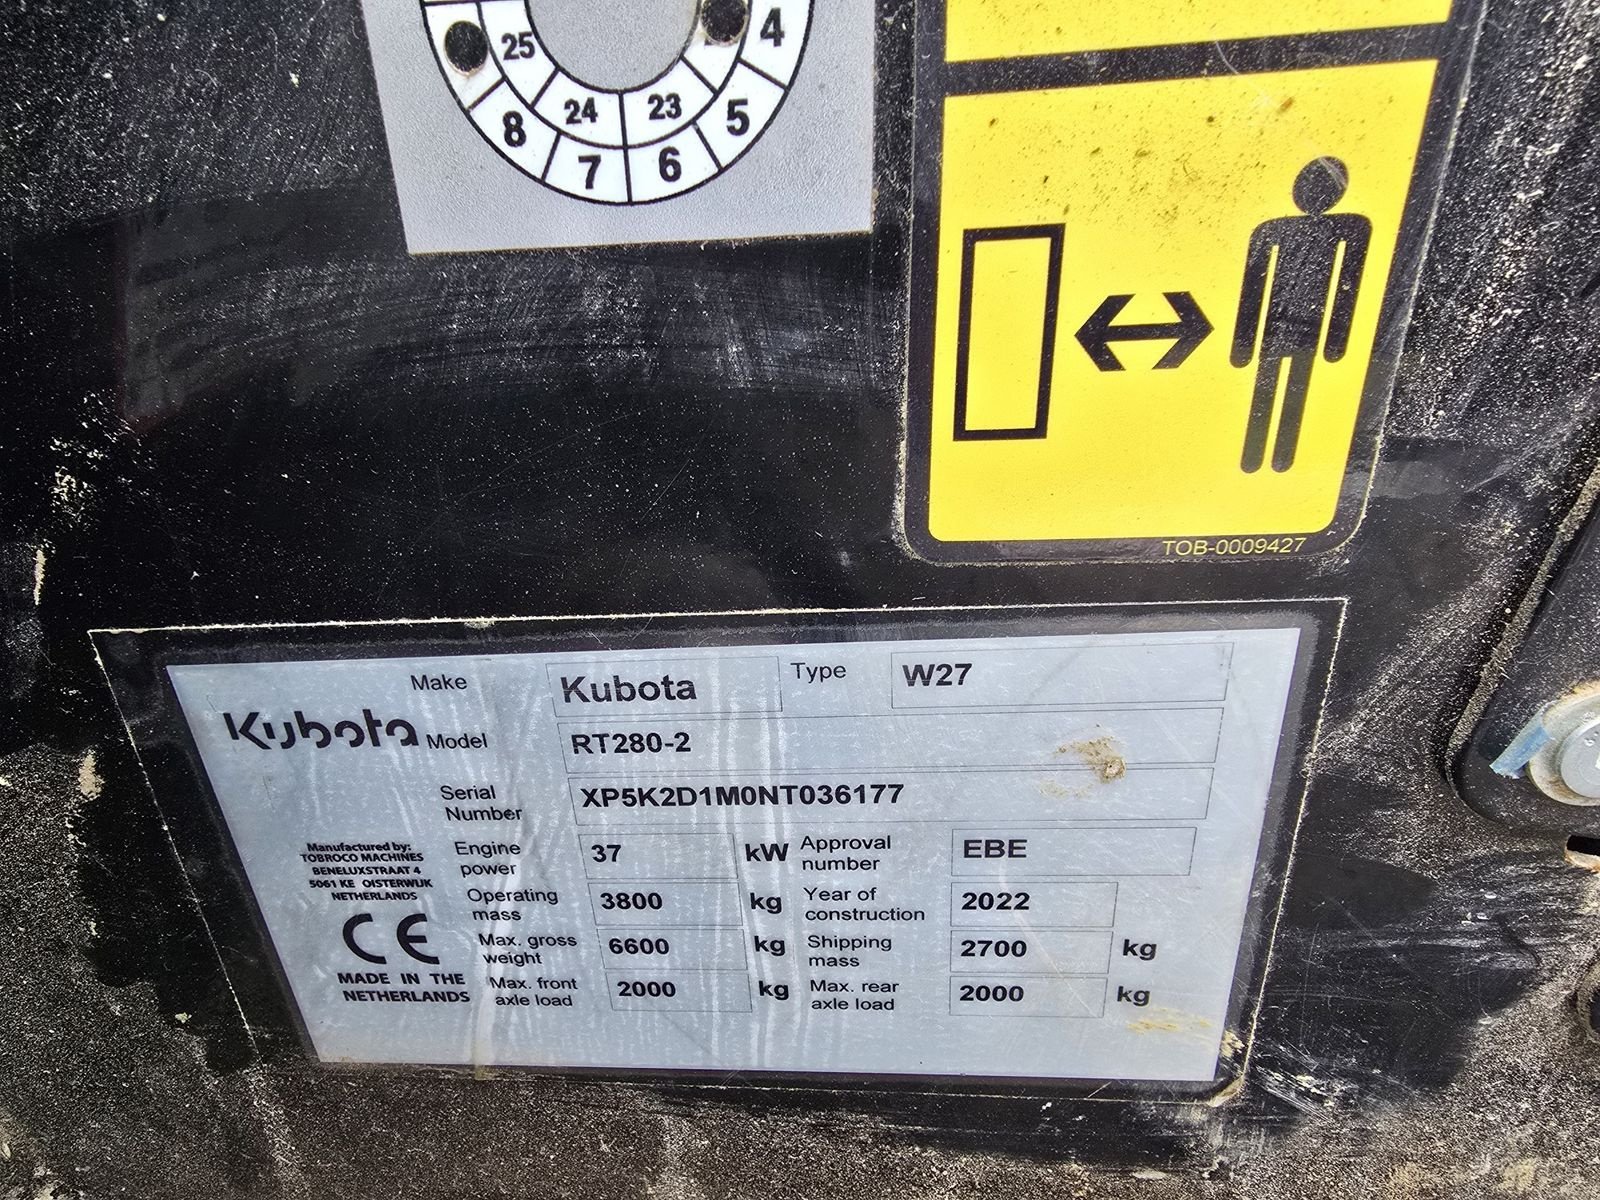 25
4
24
23
5
8
7
6
TOB-0009427
Make Kubota Type W27
Kubota
Model RT280-2
Serial
Number XP5K2D1M0NT036177
Manufactured by:
TOBROCO MACHINES
BENELUXSTRAAT 4
5061 KE OISTERWIJK
NETHERLANDS
CE
MADE IN THE
NETHERLANDS
Engine
power 37 kW
Approval
number EBE
Operating
mass 3800 kg
Year of
construction 2022
Max. gross
weight 6600 kg
Shipping
mass 2700 kg
Max. front
axle load 2000 kg
Max. rear
axle load 2000 kg